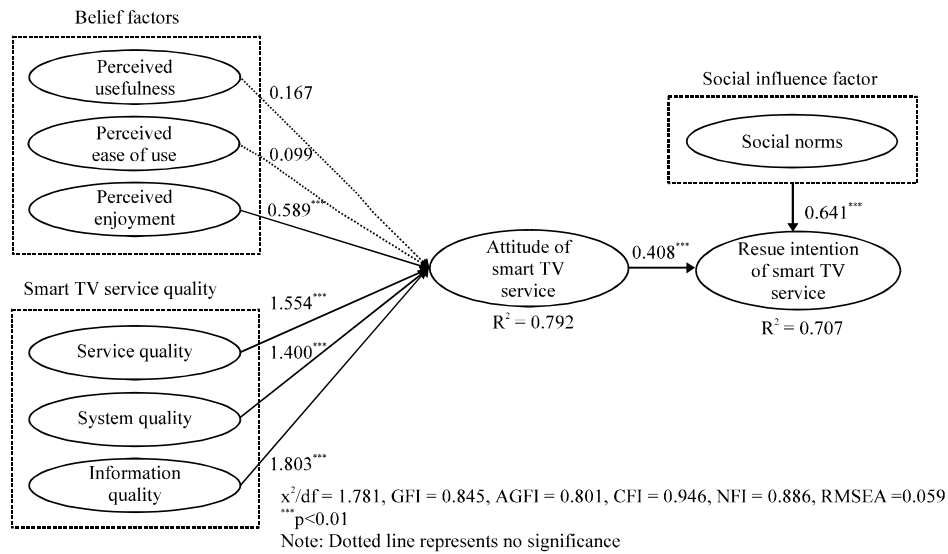 Belief factors
Perceived
usefulness
0.167
Perceived
ease of use
0.099
Perceived
enjoyment
0.589***
Social influence factor
Social norms
0.641***
Attitude of
smart TV
service
0.408***
Resue intention
of smart TV
service
R² = 0.792
R² = 0.707
Smart TV service quality
1.554***
Service quality
1.400***
System quality
Information
quality
1.803***
x²/df = 1.781, GFI = 0.845, AGFI = 0.801, CFI = 0.946, NFI = 0.886, RMSEA =0.059
***p<0.01
Note: Dotted line represents no significance